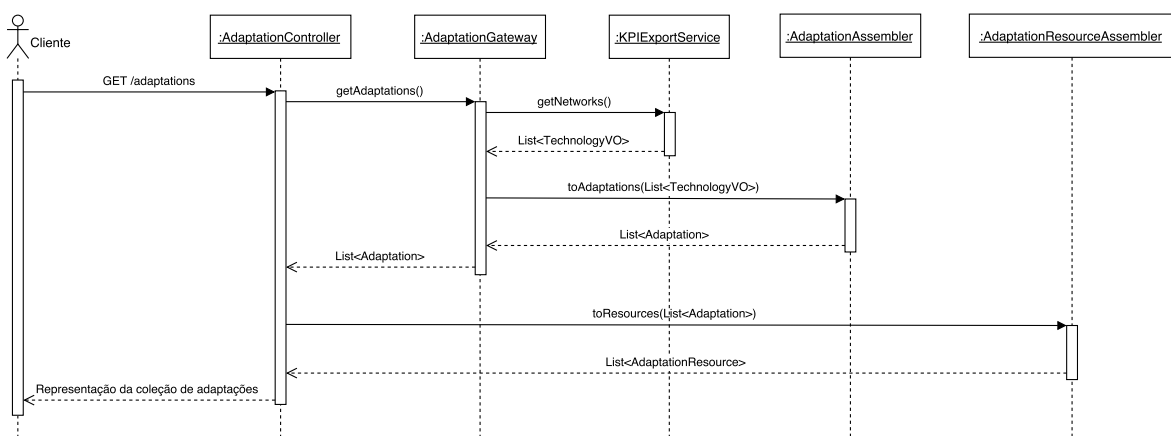 Cliente
:AdaptationController
:AdaptationGateway
:KPIExportService
:AdaptationAssembler
:AdaptationResourceAssembler
GET /adaptations
getAdaptations()
getNetworks()
List<TechnologyVO>
toAdaptations(List<TechnologyVO>)
List<Adaptation>
List<Adaptation>
toResources(List<Adaptation>)
List<AdaptationResource>
Representação da coleção de adaptações